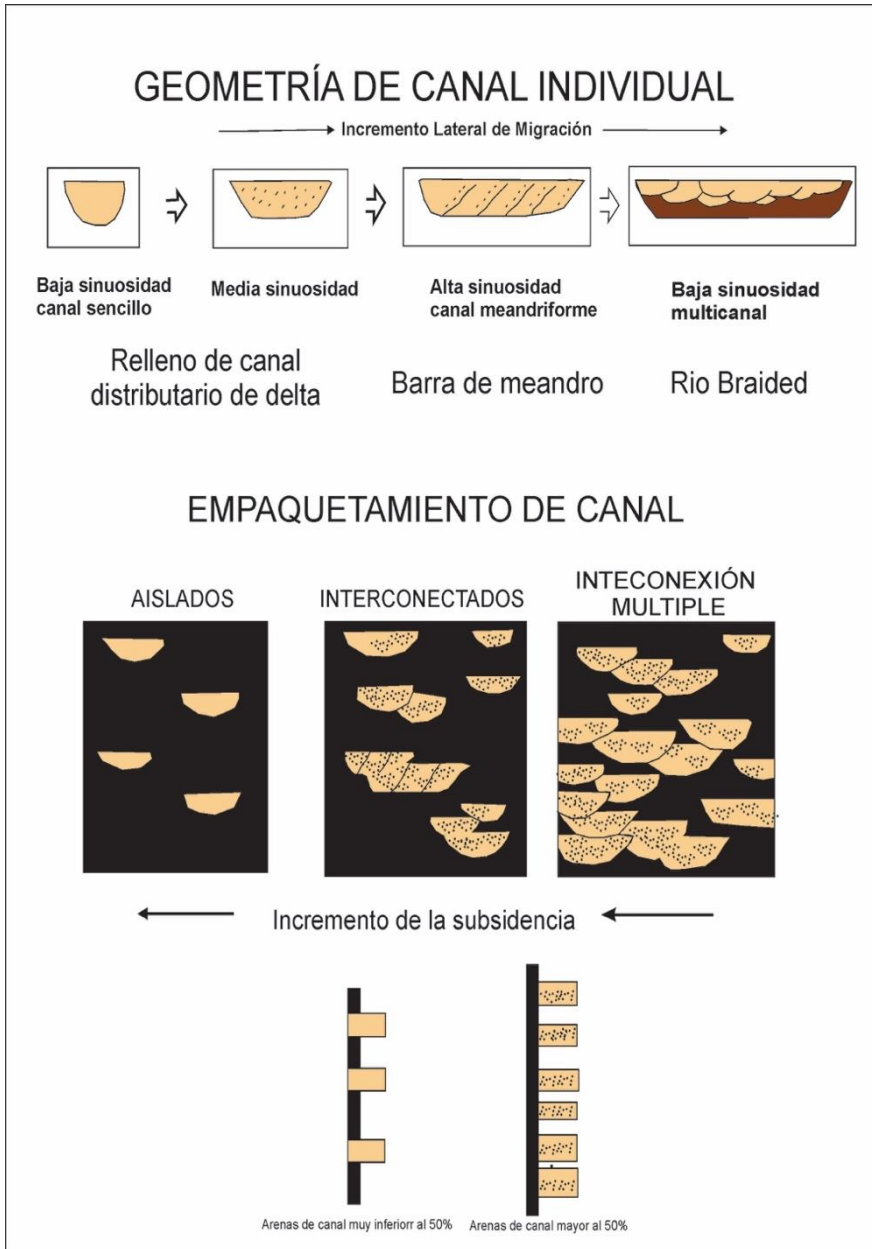 GEOMETRÍA DE CANAL INDIVIDUAL
Incremento Lateral de Migración
Baja sinuosidad
canal sencillo
Media sinuosidad
Alta sinuosidad
canal meandriforme
Baja sinuosidad
multicanal
Relleno de canal
distributario de delta
Barra de meandro
Rio Braided
EMPAQUETAMIENTO DE CANAL
AISLADOS
INTERCONECTADOS
INTECONEXIÓN
MULTIPLE
Incremento de la subsidencia
Arenas de canal muy inferiorr al 50%
Arenas de canal mayor al 50%